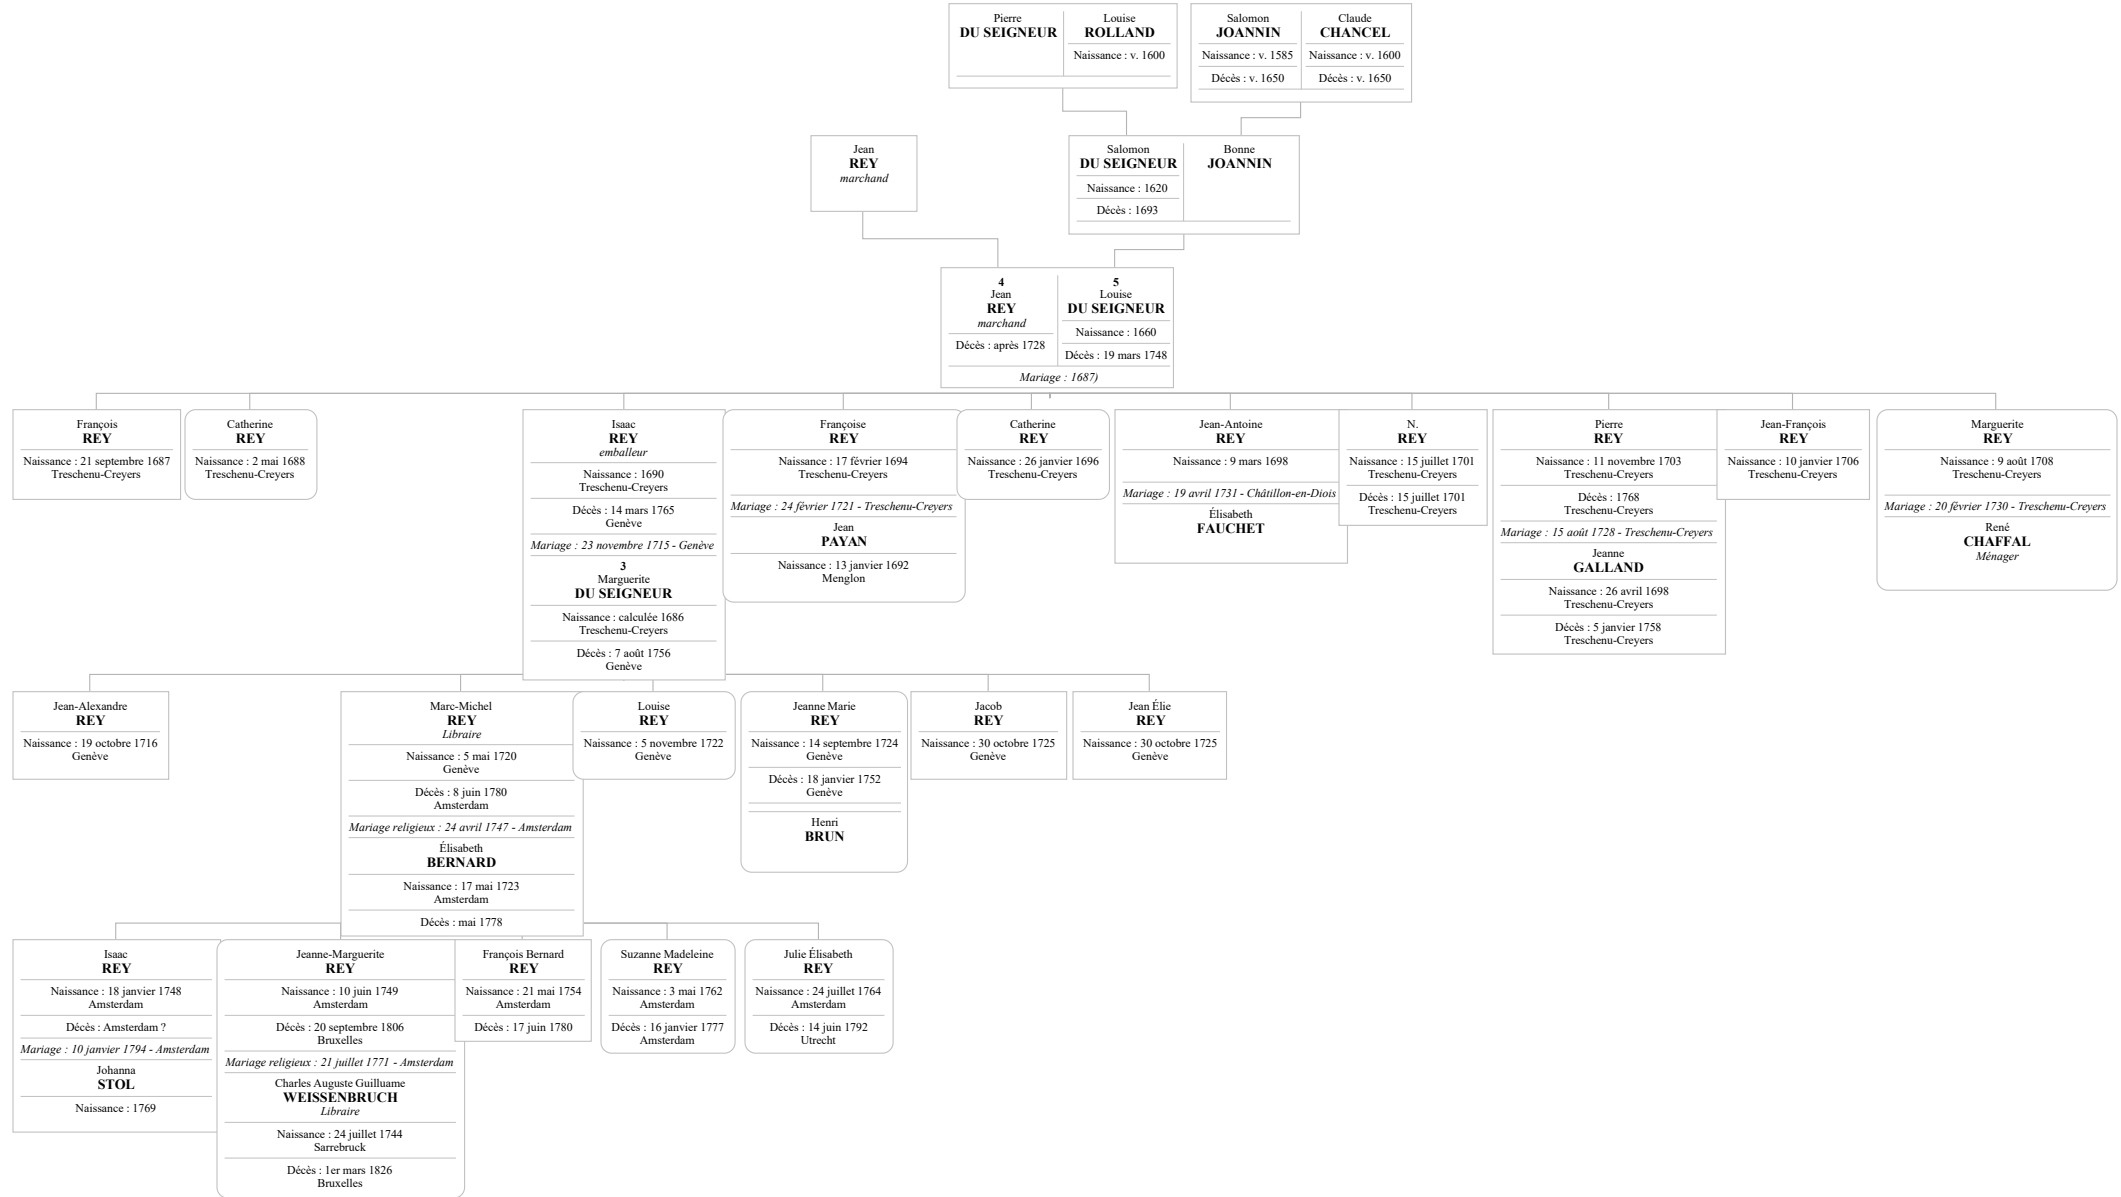 Pierre
DU SEIGNEUR
Louise
ROLLAND
Naissance : v. 1600
Salomon
JOANNIN
Naissance : v. 1585
Décès : v. 1650
Claude
CHANCEL
Naissance : v. 1600
Décès : v. 1650
Jean
REY
marchand
Salomon
DU SEIGNEUR
Naissance : 1620
Décès : 1693
Bonne
JOANNIN
4
Jean
REY
marchand
Décès : après 1728
5
Louise
DU SEIGNEUR
Naissance : 1660
Décès : 19 mars 1748
Mariage : 1687)
François
REY
Naissance : 21 septembre 1687
Treschenu-Creyers
Catherine
REY
Naissance : 2 mai 1688
Treschenu-Creyers
Isaac
REY
emballeur
Naissance : 1690
Treschenu-Creyers
Décès : 14 mars 1765
Genève
Mariage : 23 novembre 1715 - Genève
3
Marguerite
DU SEIGNEUR
Naissance : calculée 1686
Treschenu-Creyers
Décès : 7 août 1756
Genève
Françoise
REY
Naissance : 17 février 1694
Treschenu-Creyers
Mariage : 24 février 1721 - Treschenu-Creyers
Jean
PAYAN
Naissance : 13 janvier 1692
Menglon
Catherine
REY
Naissance : 26 janvier 1696
Treschenu-Creyers
Jean-Antoine
REY
Naissance : 9 mars 1698
Mariage : 19 avril 1731 - Châtillon-en-Diois
Élisabeth
FAUCHET
N.
REY
Naissance : 15 juillet 1701
Treschenu-Creyers
Décès : 15 juillet 1701
Treschenu-Creyers
Pierre
REY
Naissance : 11 novembre 1703
Treschenu-Creyers
Décès : 1768
Treschenu-Creyers
Mariage : 15 août 1728 - Treschenu-Creyers
Jeanne
GALLAND
Naissance : 26 avril 1698
Treschenu-Creyers
Décès : 5 janvier 1758
Treschenu-Creyers
Jean-François
REY
Naissance : 10 janvier 1706
Treschenu-Creyers
Marguerite
REY
Naissance : 9 août 1708
Treschenu-Creyers
Mariage : 20 février 1730 - Treschenu-Creyers
René
CHAFFAL
Ménager
Jean-Alexandre
REY
Naissance : 19 octobre 1716
Genève
Marc-Michel
REY
Libraire
Naissance : 5 mai 1720
Genève
Décès : 8 juin 1780
Amsterdam
Mariage religieux : 24 avril 1747 - Amsterdam
Élisabeth
BERNARD
Naissance : 17 mai 1723
Amsterdam
Décès : mai 1778
Louise
REY
Naissance : 5 novembre 1722
Genève
Jeanne Marie
REY
Naissance : 14 septembre 1724
Genève
Décès : 18 janvier 1752
Genève
Henri
BRUN
Jacob
REY
Naissance : 30 octobre 1725
Genève
Jean Élie
REY
Naissance : 30 octobre 1725
Genève
Isaac
REY
Naissance : 18 janvier 1748
Amsterdam
Décès : Amsterdam ?
Mariage : 10 janvier 1794 - Amsterdam
Johanna
STOL
Naissance : 1769
Jeanne-Marguerite
REY
Naissance : 10 juin 1749
Amsterdam
Décès : 20 septembre 1806
Bruxelles
Mariage religieux : 21 juillet 1771 - Amsterdam
Charles Auguste Guilluame
WEISSENBRUCH
Libraire
Naissance : 24 juillet 1744
Sarrebruck
Décès : 1er mars 1826
Bruxelles
François Bernard
REY
Naissance : 21 mai 1754
Amsterdam
Décès : 17 juin 1780
Suzanne Madeleine
REY
Naissance : 3 mai 1762
Amsterdam
Décès : 16 janvier 1777
Amsterdam
Julie Élisabeth
REY
Naissance : 24 juillet 1764
Amsterdam
Décès : 14 juin 1792
Utrecht